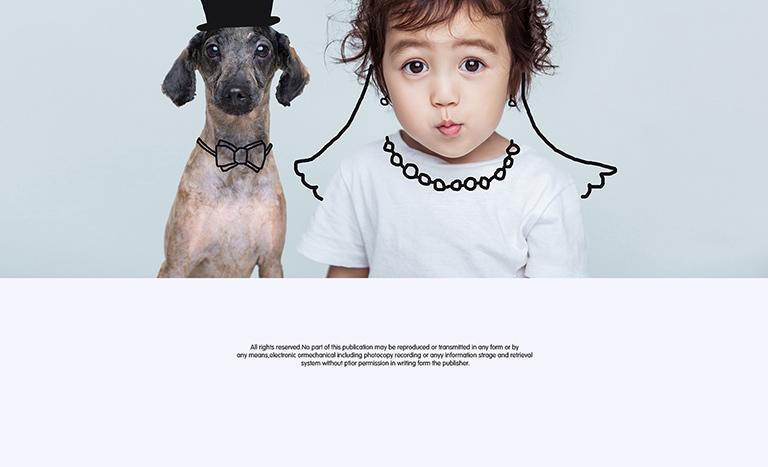 All rights reserved.No part of this publication may be reproduced or transmitted in any form or by
any means,electronic ormechanical including photocopy recording or anyy information strage and retrieval
system without ptior permission in writing form the publisher.